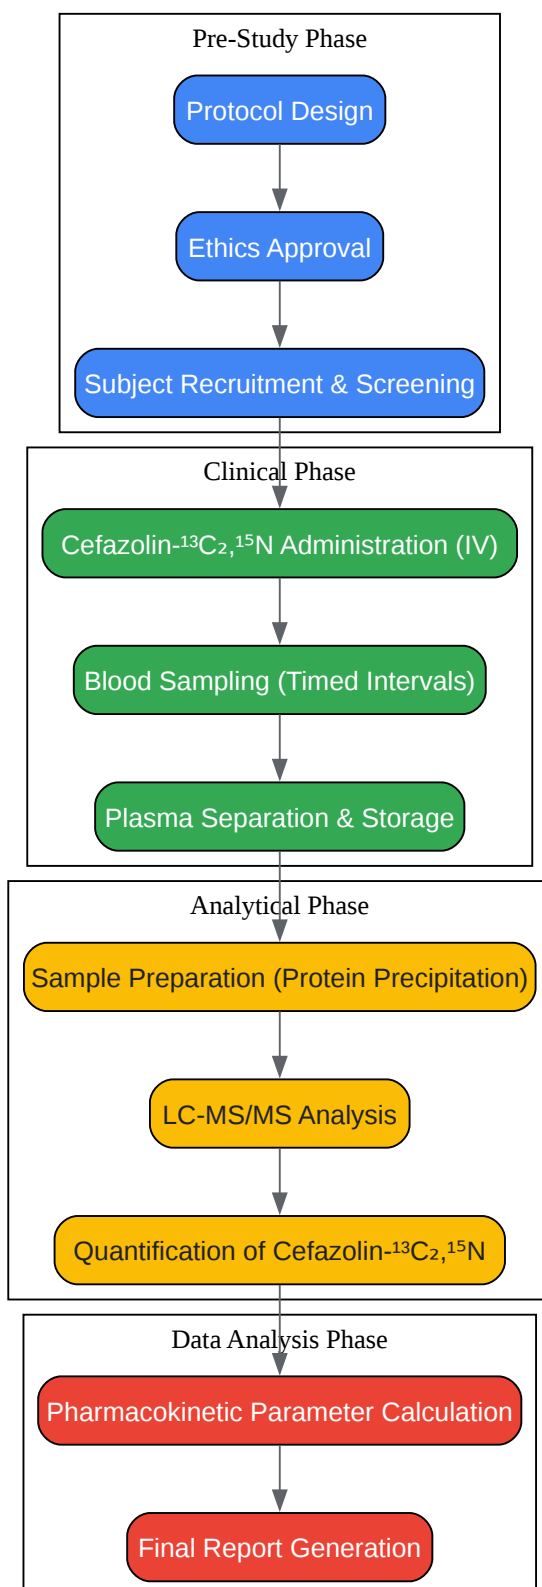 Pre-Study Phase
Protocol Design
Ethics Approval
Subject Recruitment & Screening
Clinical Phase
Cefazolin-¹³C₂,¹⁵N Administration (IV)
Blood Sampling (Timed Intervals)
Plasma Separation & Storage
Analytical Phase
Sample Preparation (Protein Precipitation)
LC-MS/MS Analysis
Quantification of Cefazolin-¹³C₂,¹⁵N
Data Analysis Phase
Pharmacokinetic Parameter Calculation
Final Report Generation